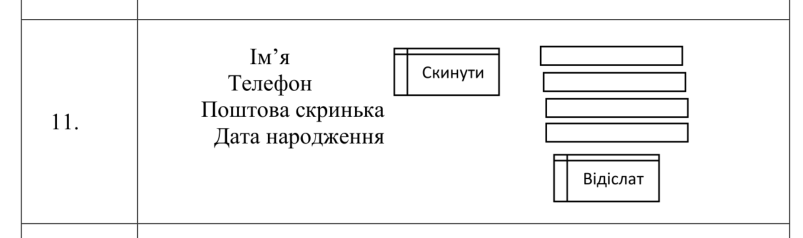 11.
Ім’я
Телефон
Поштова скринька
Дата народження
Скинути
Відіслат